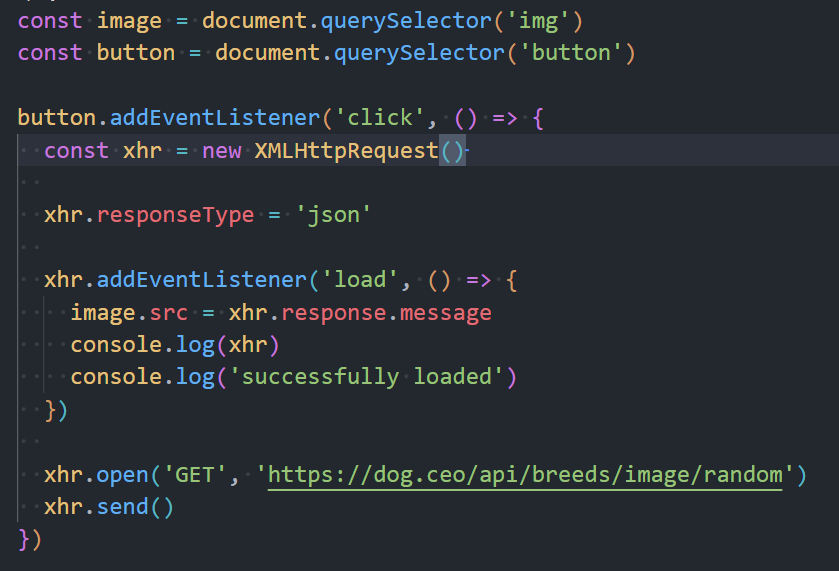 const image = document.querySelector('img')
const button = document.querySelector('button')
button.addEventListener('click', () => {
  const xhr = new XMLHttpRequest()
  xhr.responseType = 'json'
  xhr.addEventListener('load', () => {
    image.src = xhr.response.message
    console.log(xhr)
    console.log('successfully loaded')
  })
  xhr.open('GET', 'https://dog.ceo/api/breeds/image/random')
  xhr.send()
})